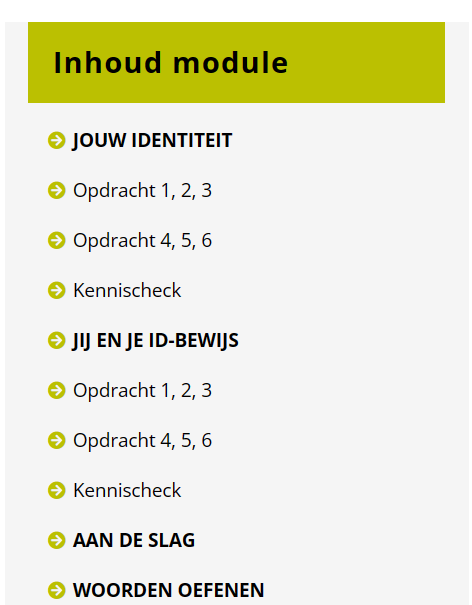 Inhoud module
JOUW IDENTITEIT
Opdracht 1, 2, 3
Opdracht 4, 5, 6
Kennischeck
JIJ EN JE ID-BEWIJS
Opdracht 1, 2, 3
Opdracht 4, 5, 6
Kennischeck
AAN DE SLAG
WOORDEN OEFENEN